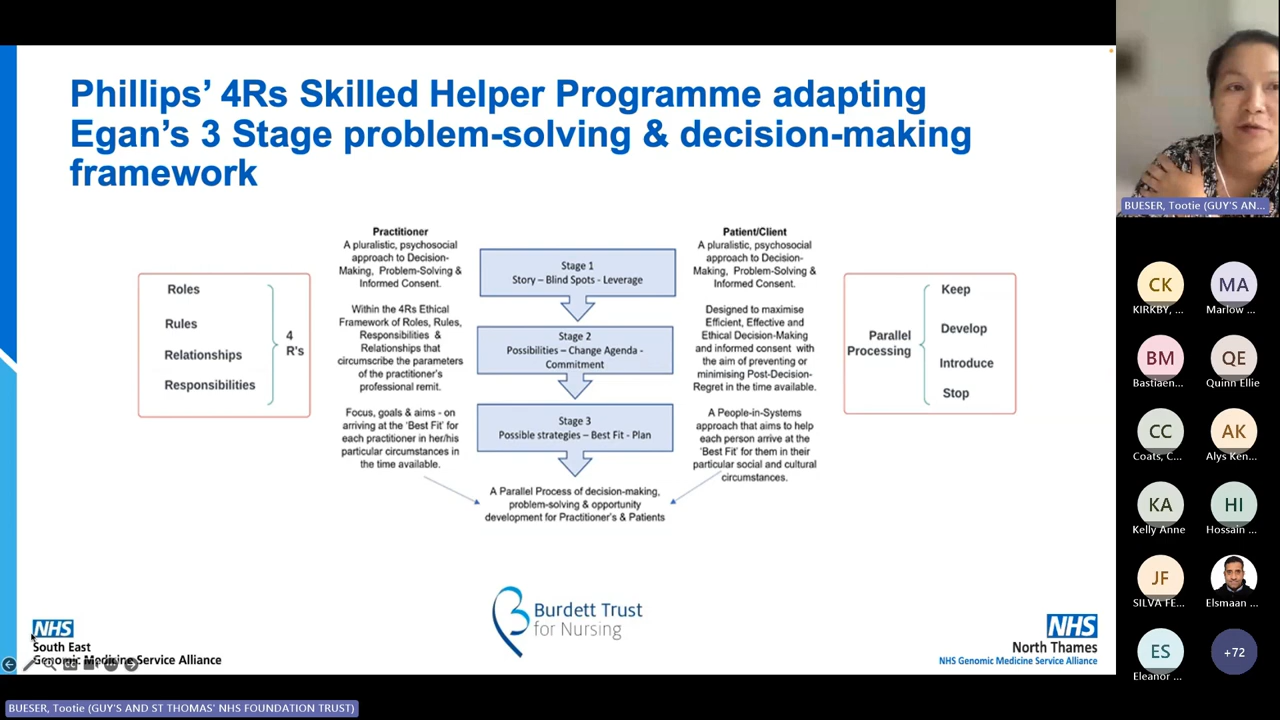 Phillips' 4Rs Skilled Helper Programme adapting
Egan's 3 Stage problem-solving & decision-making
framework
Roles
Rules
Relationships
Responsibilities
4
R's
Practitioner
A pluralistic, psychosocial
approach to Decision-
Making, Problem-Solving &
Informed Consent.
Within the 4Rs Ethical
Framework of Roles, Rules,
Responsibilities &
Relationships that
circumscribe the parameters
of the practitioner's
professional remit.
Focus, goals & aims - on
arriving at the 'Best Fit' for
each practitioner in her/his
particular circumstances in
the time available.
Stage 1
Story – Blind Spots - Leverage
Stage 2
Possibilities – Change Agenda -
Commitment
Stage 3
Possible strategies – Best Fit - Plan
A Parallel Process of decision-making,
problem-solving & opportunity
development for Practitioner's & Patients
Patient/Client
A pluralistic, psychosocial
approach to Decision-
Making, Problem-Solving &
Informed Consent.
Designed to maximise
Efficient, Effective and
Ethical Decision-Making
and informed consent with
the aim of preventing or
minimising Post-Decision-
Regret in the time available.
A People-in-Systems
approach that aims to help
each person arrive at the
'Best Fit' for them in their
particular social and cultural
circumstances.
Parallel
Processing
Keep
Develop
Introduce
Stop
Burdett Trust
for Nursing
NHS
South East
Genomic Medicine Service Alliance
NHS
North Thames
NHS Genomic Medicine Service Alliance
BUESER, Tootie (GUY'S AN...
CK
KIRKBY, ...
MA
Marlow ...
BM
Bastiaen...
QE
Quinn Ellie
CC
Coats, C...
AK
Alys Ken...
KA
Kelly Anne
HI
Hossain ...
JF
SILVA FE...
Elsmaan ...
ES
Eleanor ...
+72
BUESER, Tootie (GUY'S AND ST THOMAS' NHS FOUNDATION TRUST)